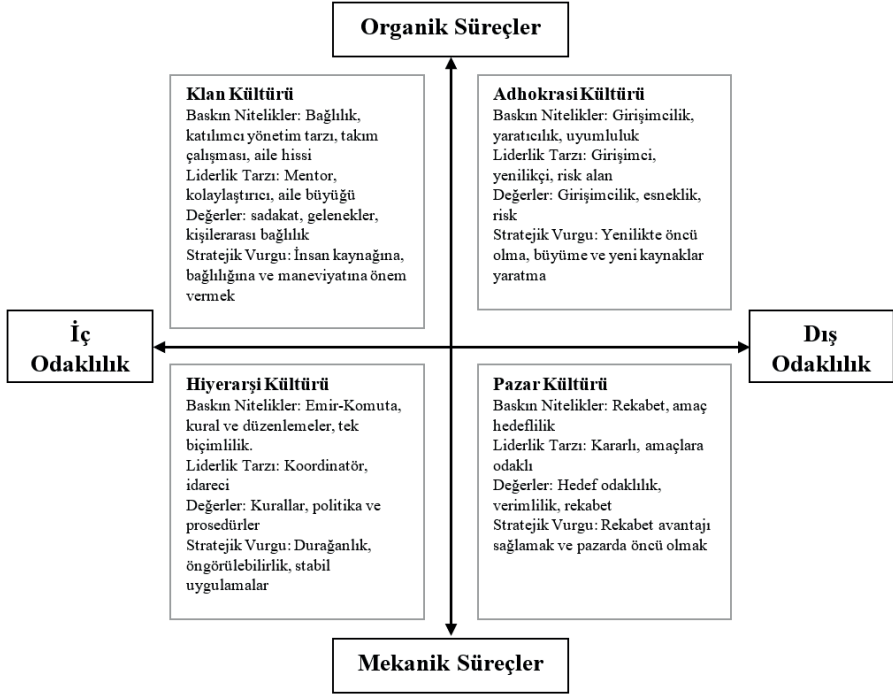 Organik Süreçler
Klan Kültürü
Baskın Nitelikler: Bağlılık,
katılımcı yönetim tarzı, takım
çalışması, aile hissi
Liderlik Tarzı: Mentor,
kolaylaştırıcı, aile büyüğü
Değerler: sadakat, gelenekler,
kişilerarası bağlılık
Stratejik Vurgu: İnsan kaynağına,
bağlılığına ve maneviyatına önem
vermek
Adhokrasi Kültürü
Baskın Nitelikler: Girişimcilik,
yaratıcılık, uyumluluk
Liderlik Tarzı: Girişimci,
yenilikçi, risk alan
Değerler: Girişimcilik, esneklik,
risk
Stratejik Vurgu: Yenilikte öncü
olma, büyüme ve yeni kaynaklar
yaratma
İç
Odaklılık
Dış
Odaklılık
Hiyerarşi Kültürü
Baskın Nitelikler: Emir-Komuta,
kural ve düzenlemeler, tek
biçimlilik.
Liderlik Tarzı: Koordinatör,
idareci
Değerler: Kurallar, politika ve
prosedürler
Stratejik Vurgu: Durağanlık,
öngörülebilirlik, stabil
uygulamalar
Pazar Kültürü
Baskın Nitelikler: Rekabet, amaç
hedeflilik
Liderlik Tarzı: Kararlı, amaçlara
odaklı
Değerler: Hedef odaklılık,
verimlilik, rekabet
Stratejik Vurgu: Rekabet avantajı
sağlamak ve pazarda öncü olmak
Mekanik Süreçler